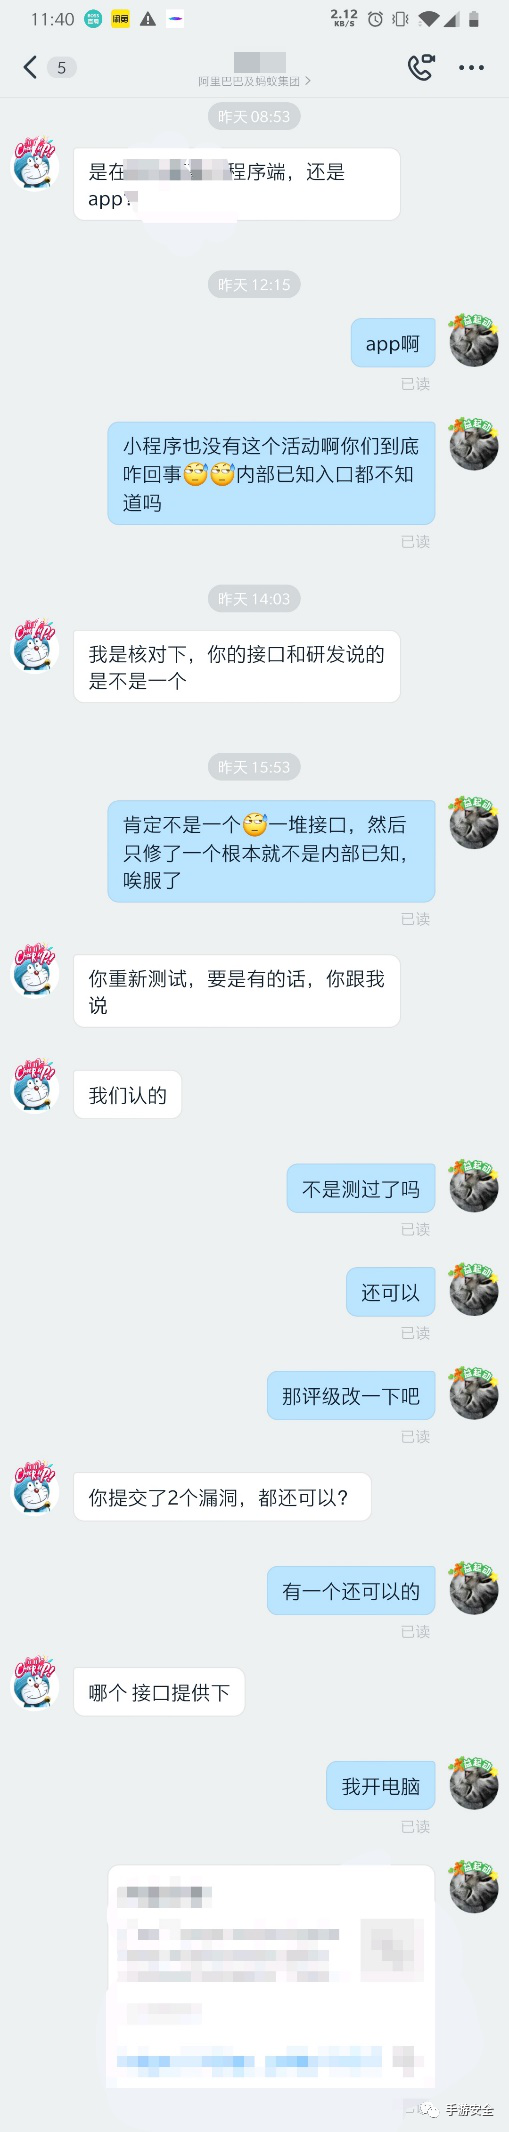 11:40
2.12
KB/S
5
阿里巴巴及蚂蚁集团
昨天 08:53
是在程序端，还是
app?
昨天 12:15
app啊
已读
小程序也没有这个活动啊你们到底
咋回事内部已知入口都不知
道吗
已读
昨天 14:03
我是核对下，你的接口和研发说的
是不是一个
昨天 15:53
肯定不是一个一堆接口，然后
只修了一个根本就不是内部已知，
唉服了
已读
你重新测试，要是有的话，你跟我
说
我们认的
不是测过了吗
已读
还可以
已读
那评级改一下吧
已读
你提交了2个漏洞，都还可以？
有一个还可以的
已读
哪个 接口提供下
我开电脑
已读
手游安全